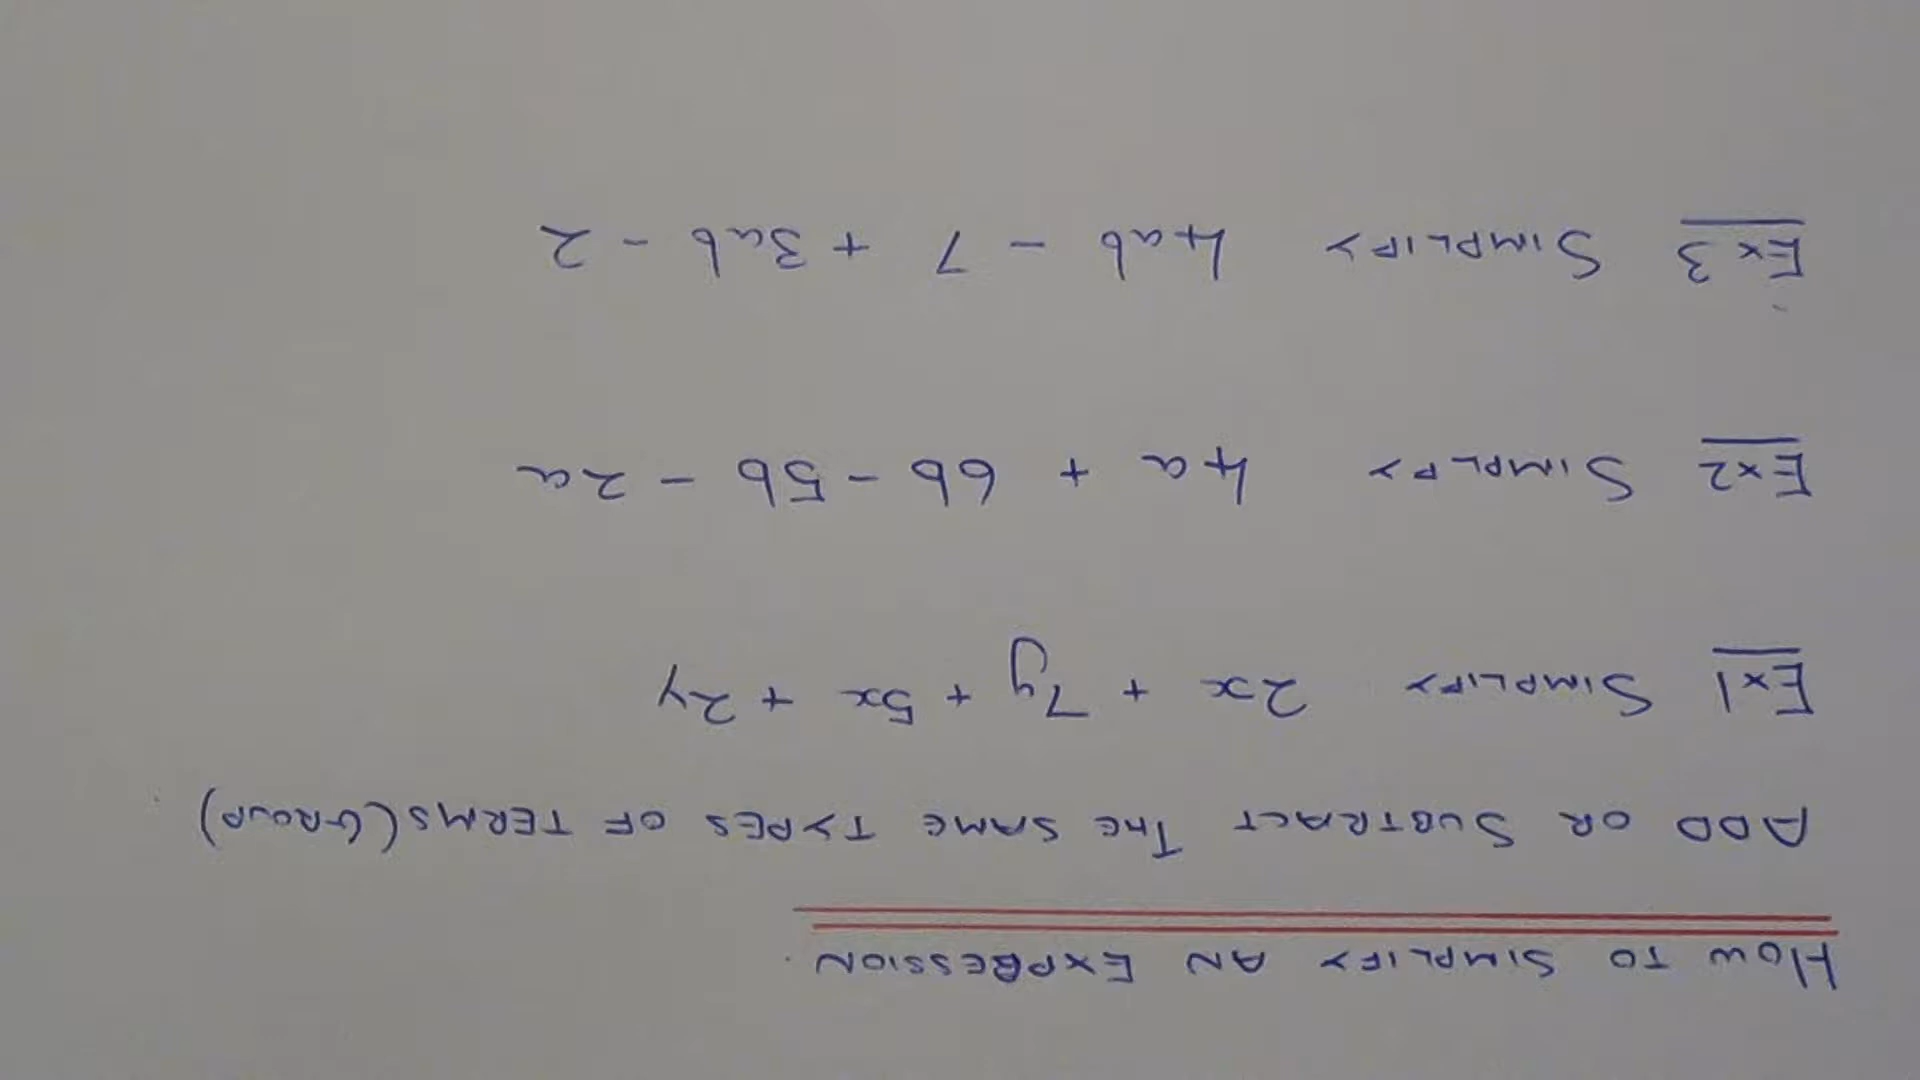 HOW TO SIMPLIFY AN EXPRESSION.
ADD OR SUBTRACT THE SAME TYPES OF TERMS (GROUP)
Ex1 SIMPLIFY 2x + 7y + 5x + 2y
Ex2 SIMPLFY 4a + 6b - 5b - 2a
Ex3 SIMPLIFY 4ab - 7 + 3ab - 2